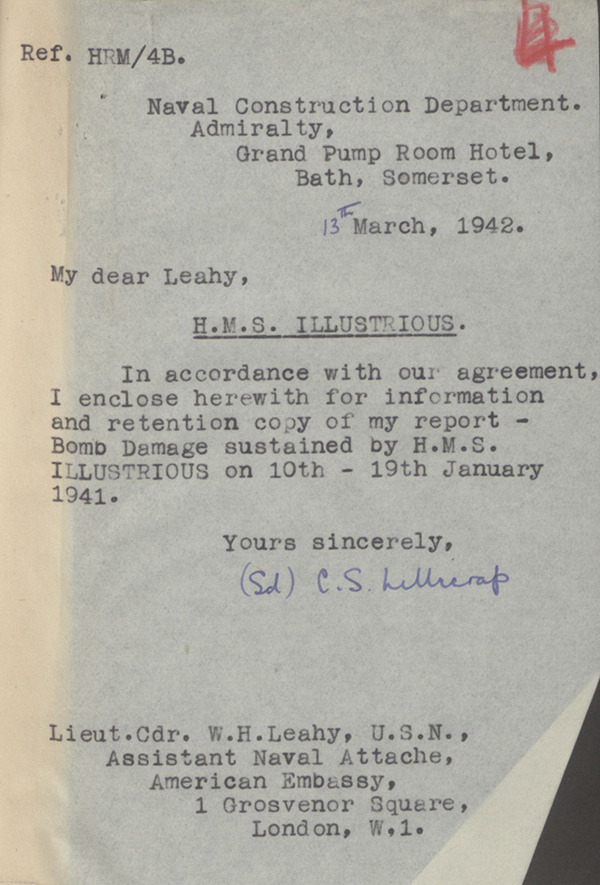 Ref. HRM/4B.
Naval Construction Department.
Admiralty,
Grand Pump Room Hotel,
Bath, Somerset.
13th March, 1942.
My dear Leahy,
H.M.S. ILLUSTRIOUS.
In accordance with our agreement,
I enclose herewith for information
and retention copy of my report -
Bomb Damage sustained by H.M.S.
ILLUSTRIOUS on 10th - 19th January
1941.
Yours sincerely,
(Sd) C.S. Lillicrap
Lieut.Cdr. W.H.Leahy, U.S.N.,
Assistant Naval Attache,
American Embassy,
1 Grosvenor Square,
London, W.1.